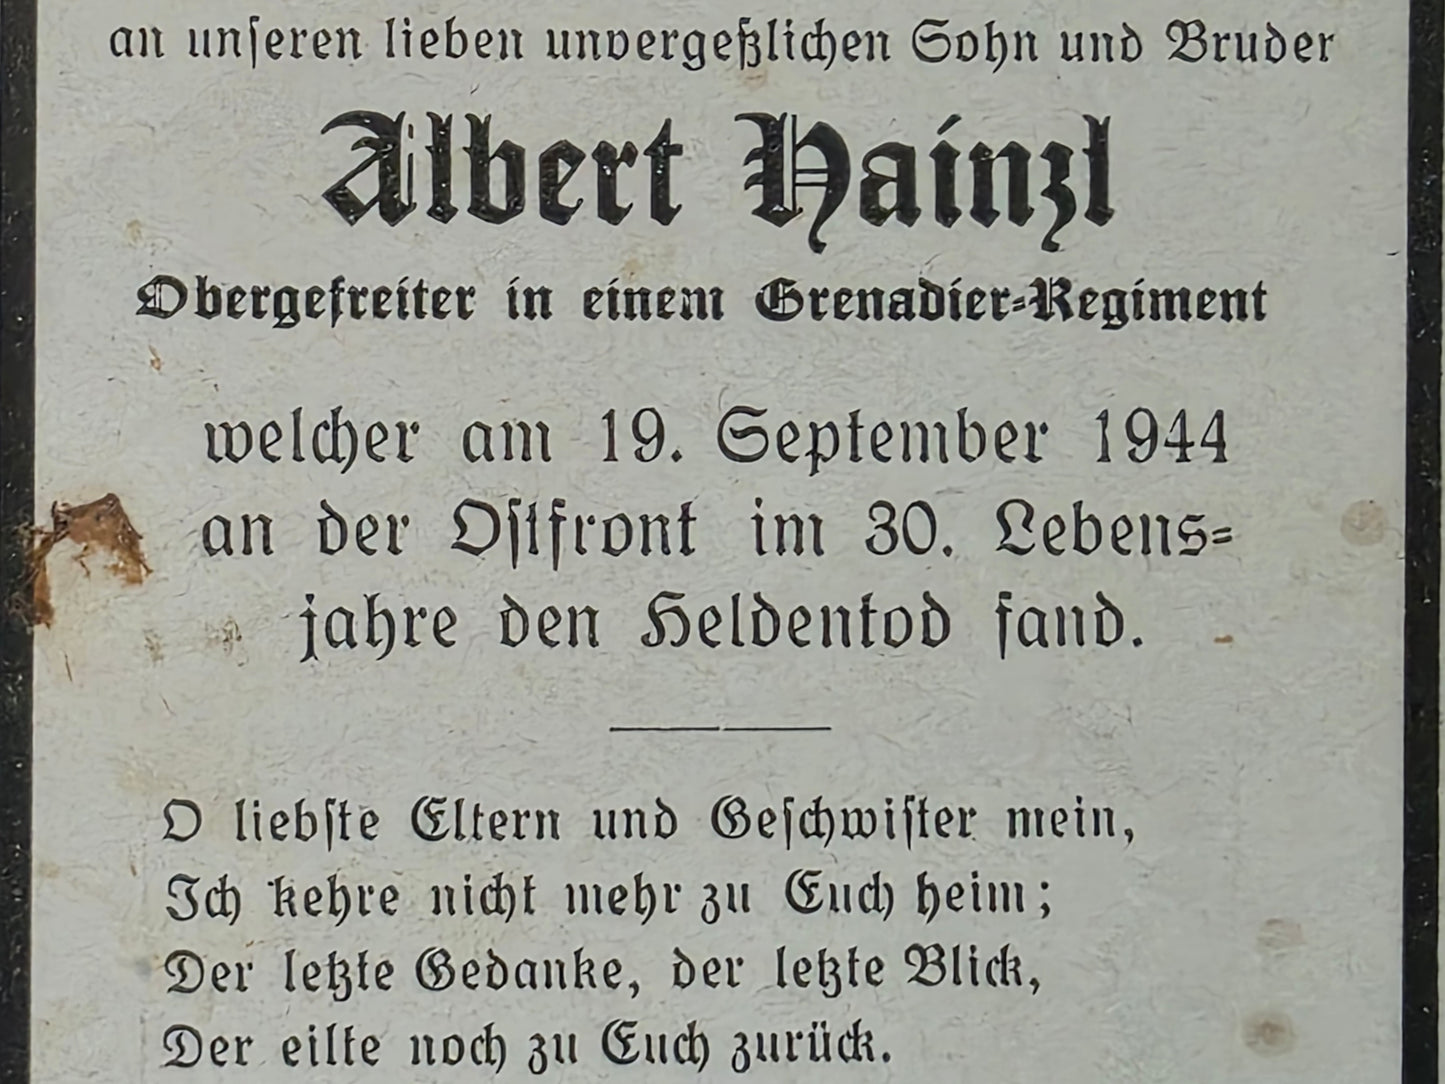 an unseren lieben unvergeßlichen Sohn und Bruder
Albert Hainzl
Obergefreiter in einem Grenadier-Regiment
welcher am 19. September 1944
an der Ostfront im 30. Lebens-
jahre den Heldentod fand.
O liebste Eltern und Geschwister mein,
Ich kehre nicht mehr zu Euch heim;
Der letzte Gedanke, der letzte Blick,
Der eilte noch zu Euch zurück.